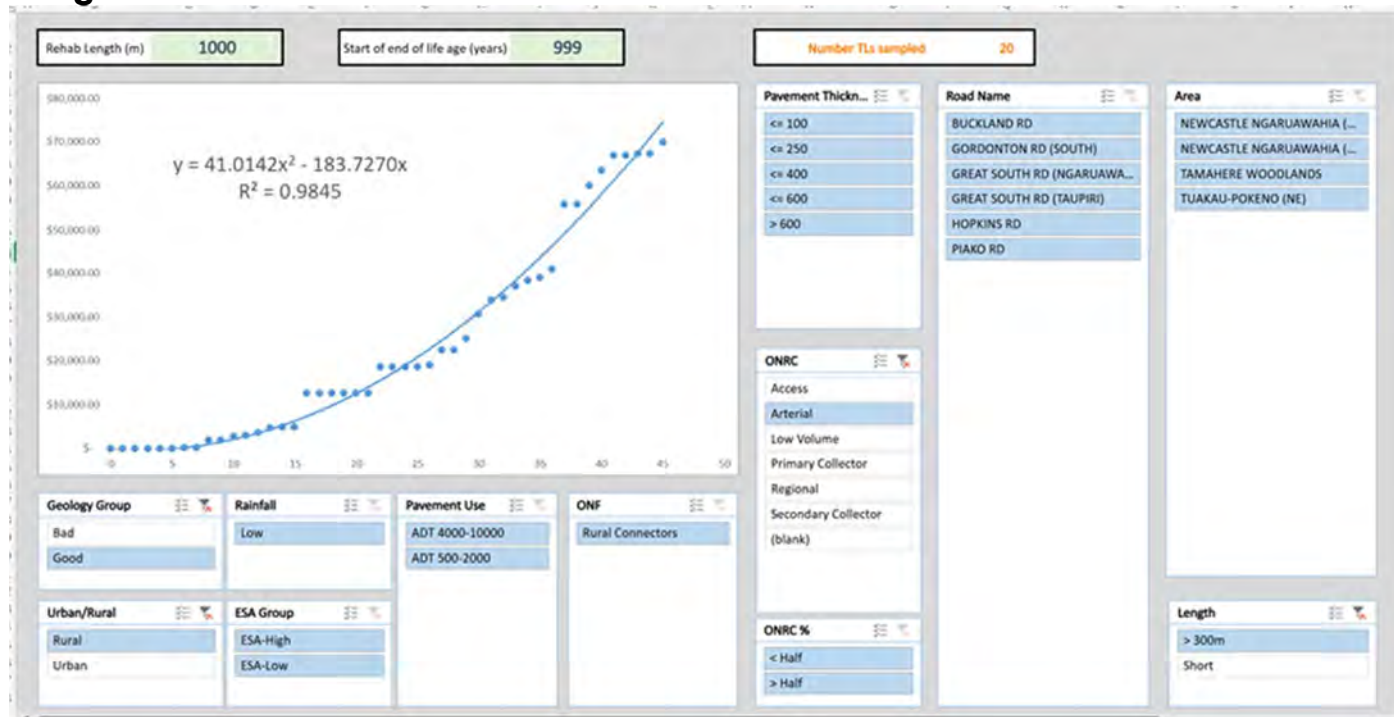 Rehab Length (m) 1000
Start of end of life age (years) 999
Number TLs sampled 20
$80,000.00
$70,000.00
$60,000.00
$50,000.00
$40,000.00
$30,000.00
$20,000.00
$10,000.00
$-
0 5 10 15 20 25 30 35 40 45 50
y = 41.0142x² - 183.7270x
R² = 0.9845
Pavement Thickn...
<= 100
<= 250
<= 400
<= 600
> 600
Road Name
BUCKLAND RD
GORDONTON RD (SOUTH)
GREAT SOUTH RD (NGARUAWA...
GREAT SOUTH RD (TAUPIRI)
HOPKINS RD
PIAKO RD
Area
NEWCASTLE NGARUAWAHIA (...
NEWCASTLE NGARUAWAHIA (...
TAMAHERE WOODLANDS
TUAKAU-POKENO (NE)
ONRC
Access
Arterial
Low Volume
Primary Collector
Regional
Secondary Collector
(blank)
Geology Group
Bad
Good
Rainfall
Low
Pavement Use
ADT 4000-10000
ADT 500-2000
ONF
Rural Connectors
Urban/Rural
Rural
Urban
ESA Group
ESA-High
ESA-Low
ONRC %
< Half
> Half
Length
> 300m
Short